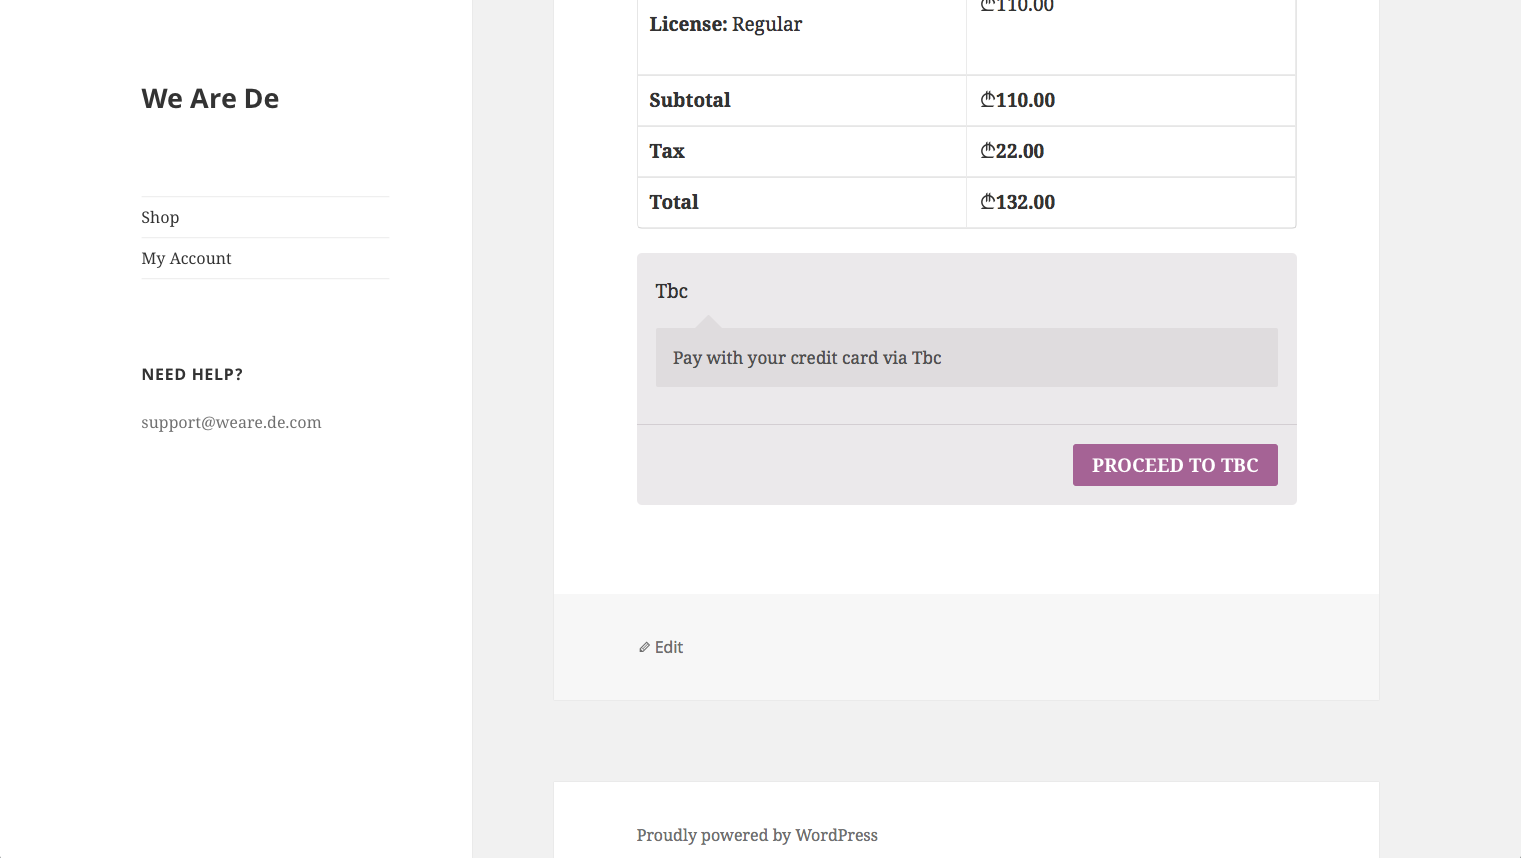 We Are De
Shop
My Account
NEED HELP?
support@weare.de.com
₾110.00
License: Regular
Subtotal ₾110.00
Tax ₾22.00
Total ₾132.00
Tbc
Pay with your credit card via Tbc
PROCEED TO TBC
Edit
Proudly powered by WordPress